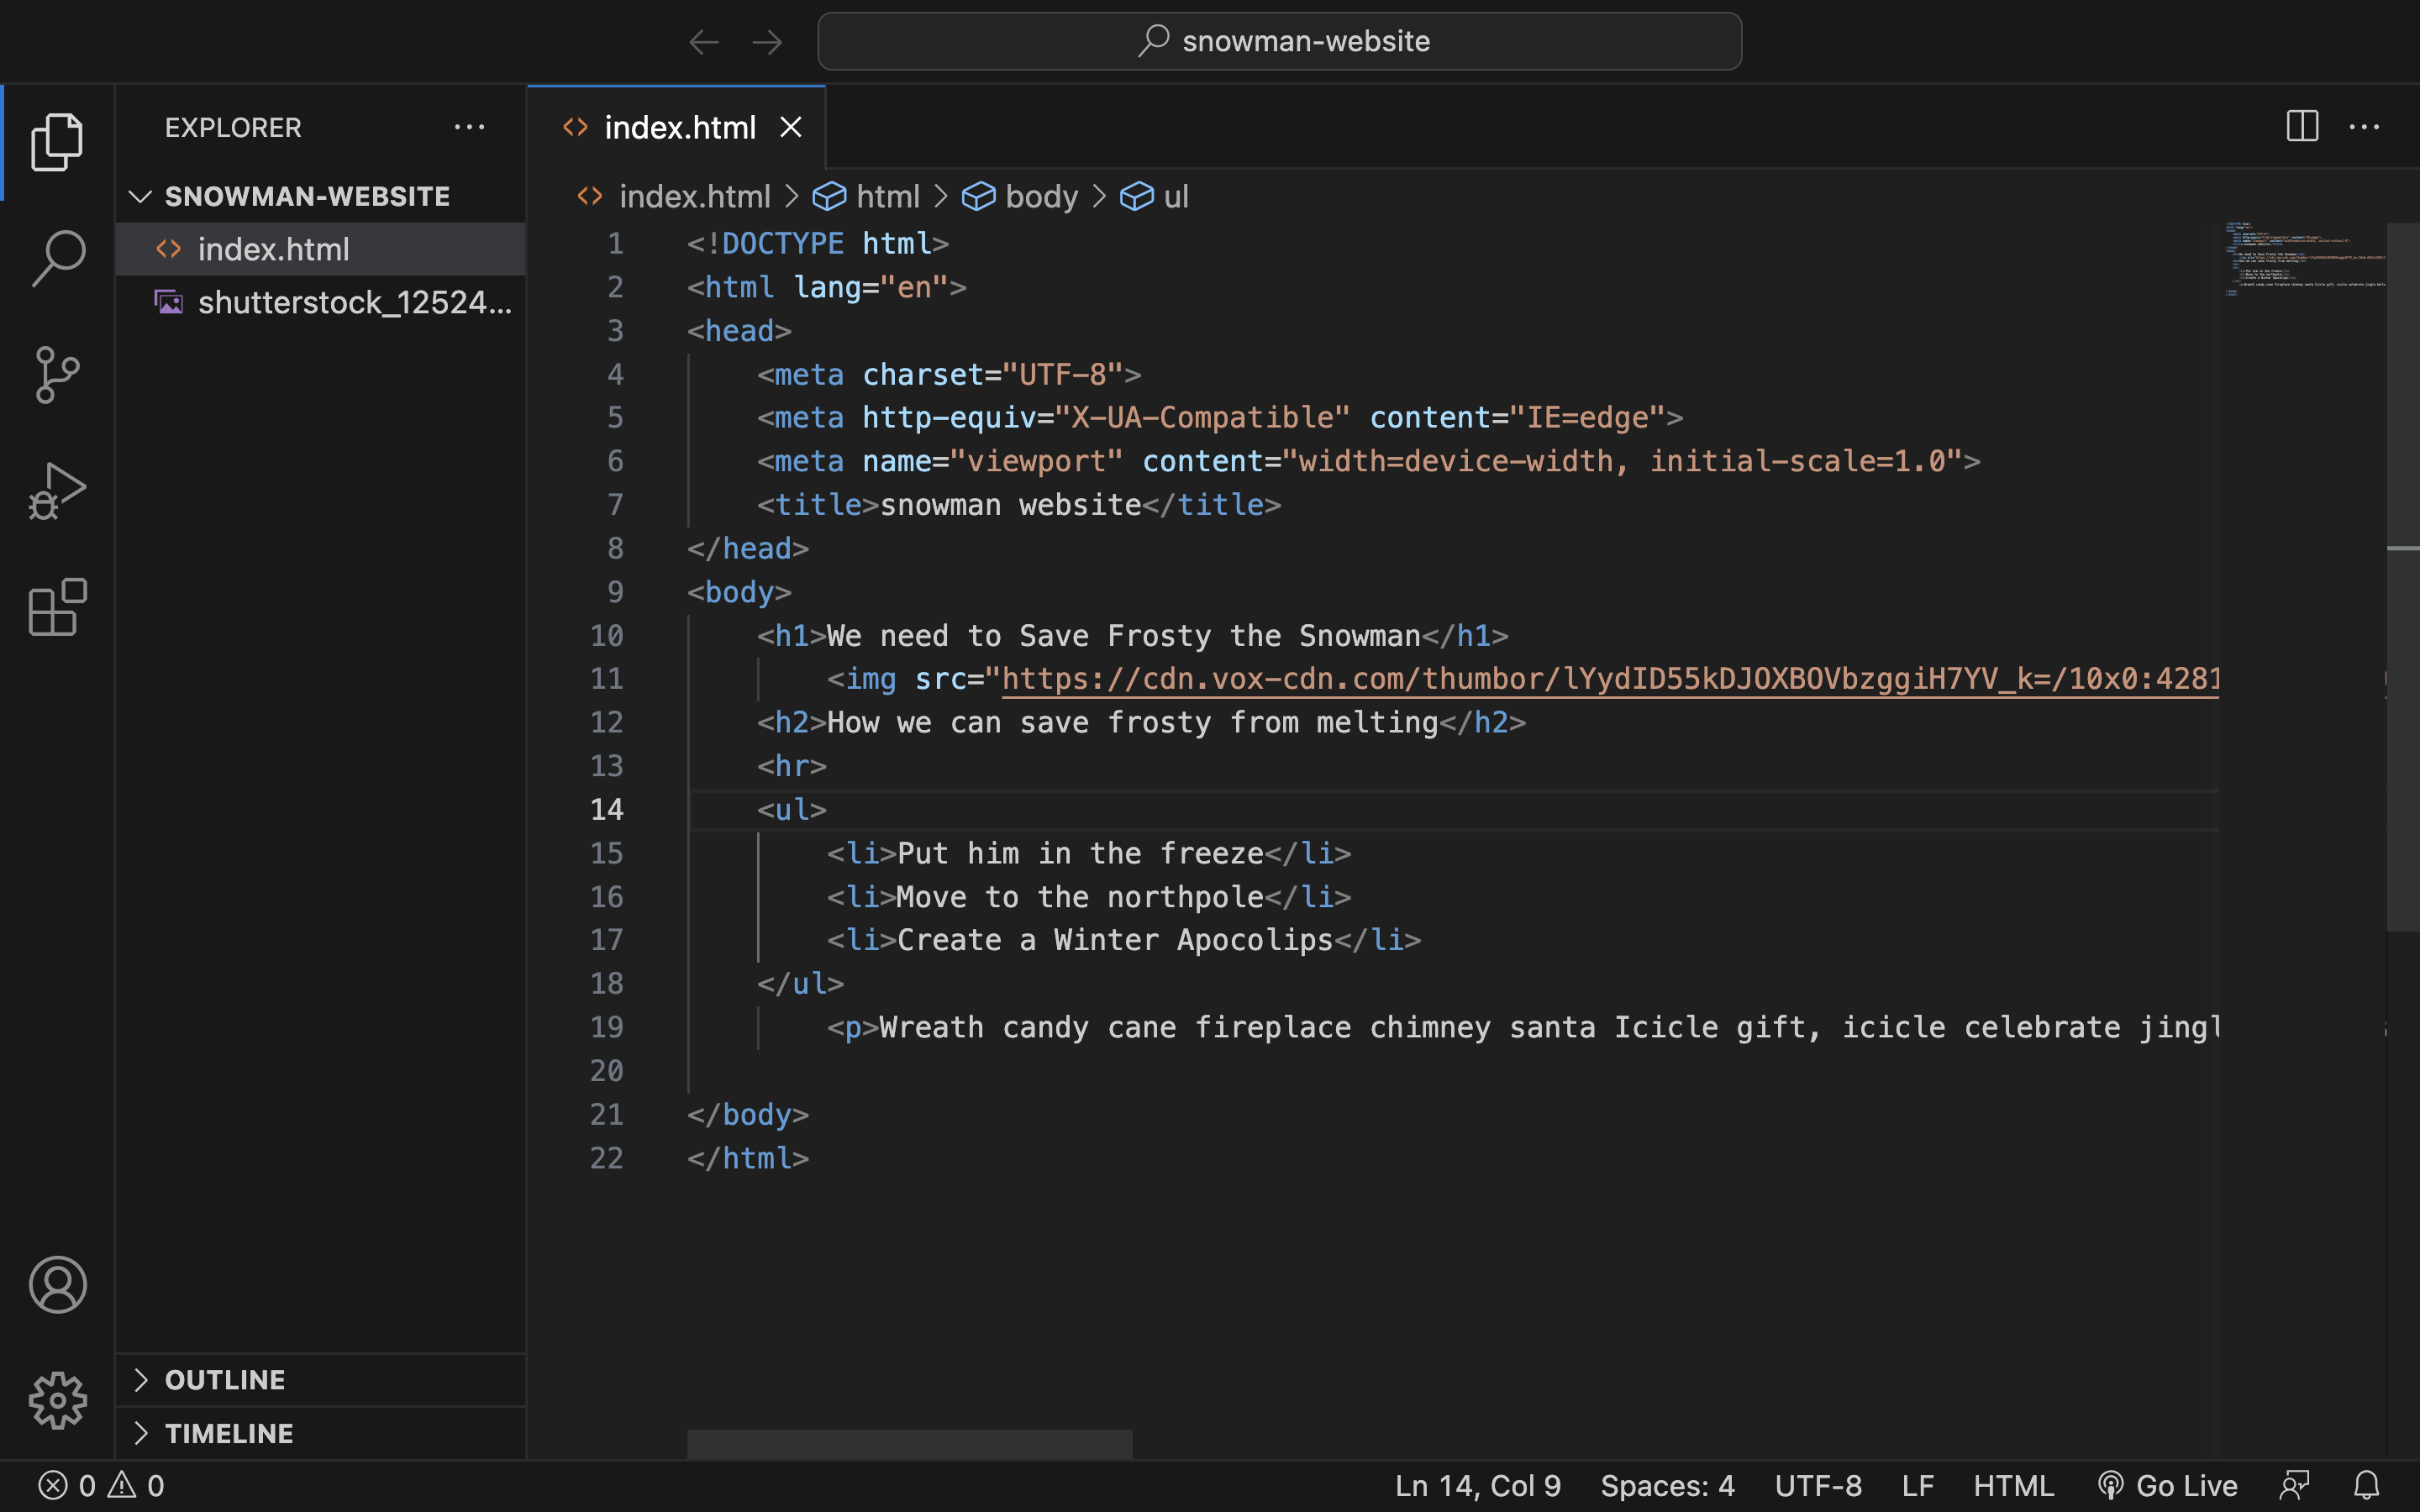 snowman-website
EXPLORER
SNOWMAN-WEBSITE
index.html
shutterstock_12524...
OUTLINE
TIMELINE
index.html
index.html > html > body > ul
1 <!DOCTYPE html>
2 <html lang="en">
3 <head>
4 <meta charset="UTF-8">
5 <meta http-equiv="X-UA-Compatible" content="IE=edge">
6 <meta name="viewport" content="width=device-width, initial-scale=1.0">
7 <title>snowman website</title>
8 </head>
9 <body>
10 <h1>We need to Save Frosty the Snowman</h1>
11 <img src="https://cdn.vox-cdn.com/thumbor/lYydID55kDJOXBOVbzggiH7YV_k=/10x0:4281
12 <h2>How we can save frosty from melting</h2>
13 <hr>
14 <ul>
15 <li>Put him in the freeze</li>
16 <li>Move to the northpole</li>
17 <li>Create a Winter Apocolips</li>
18 </ul>
19 <p>Wreath candy cane fireplace chimney santa Icicle gift, icicle celebrate jingl
20
21 </body>
22 </html>
0 0
Ln 14, Col 9 Spaces: 4 UTF-8 LF HTML Go Live